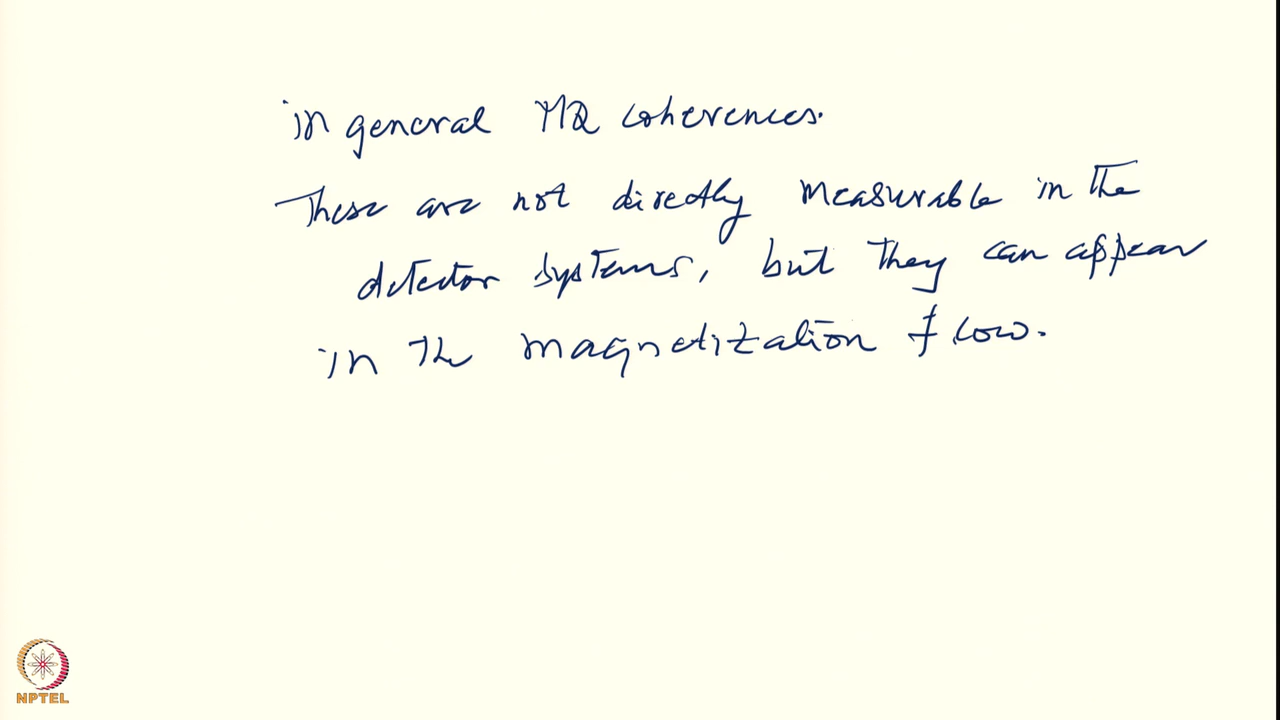 in general MQ coherences.
These are not directly measurable in the
detector systems, but they can appear
in the magnetization flow.
NPTEL